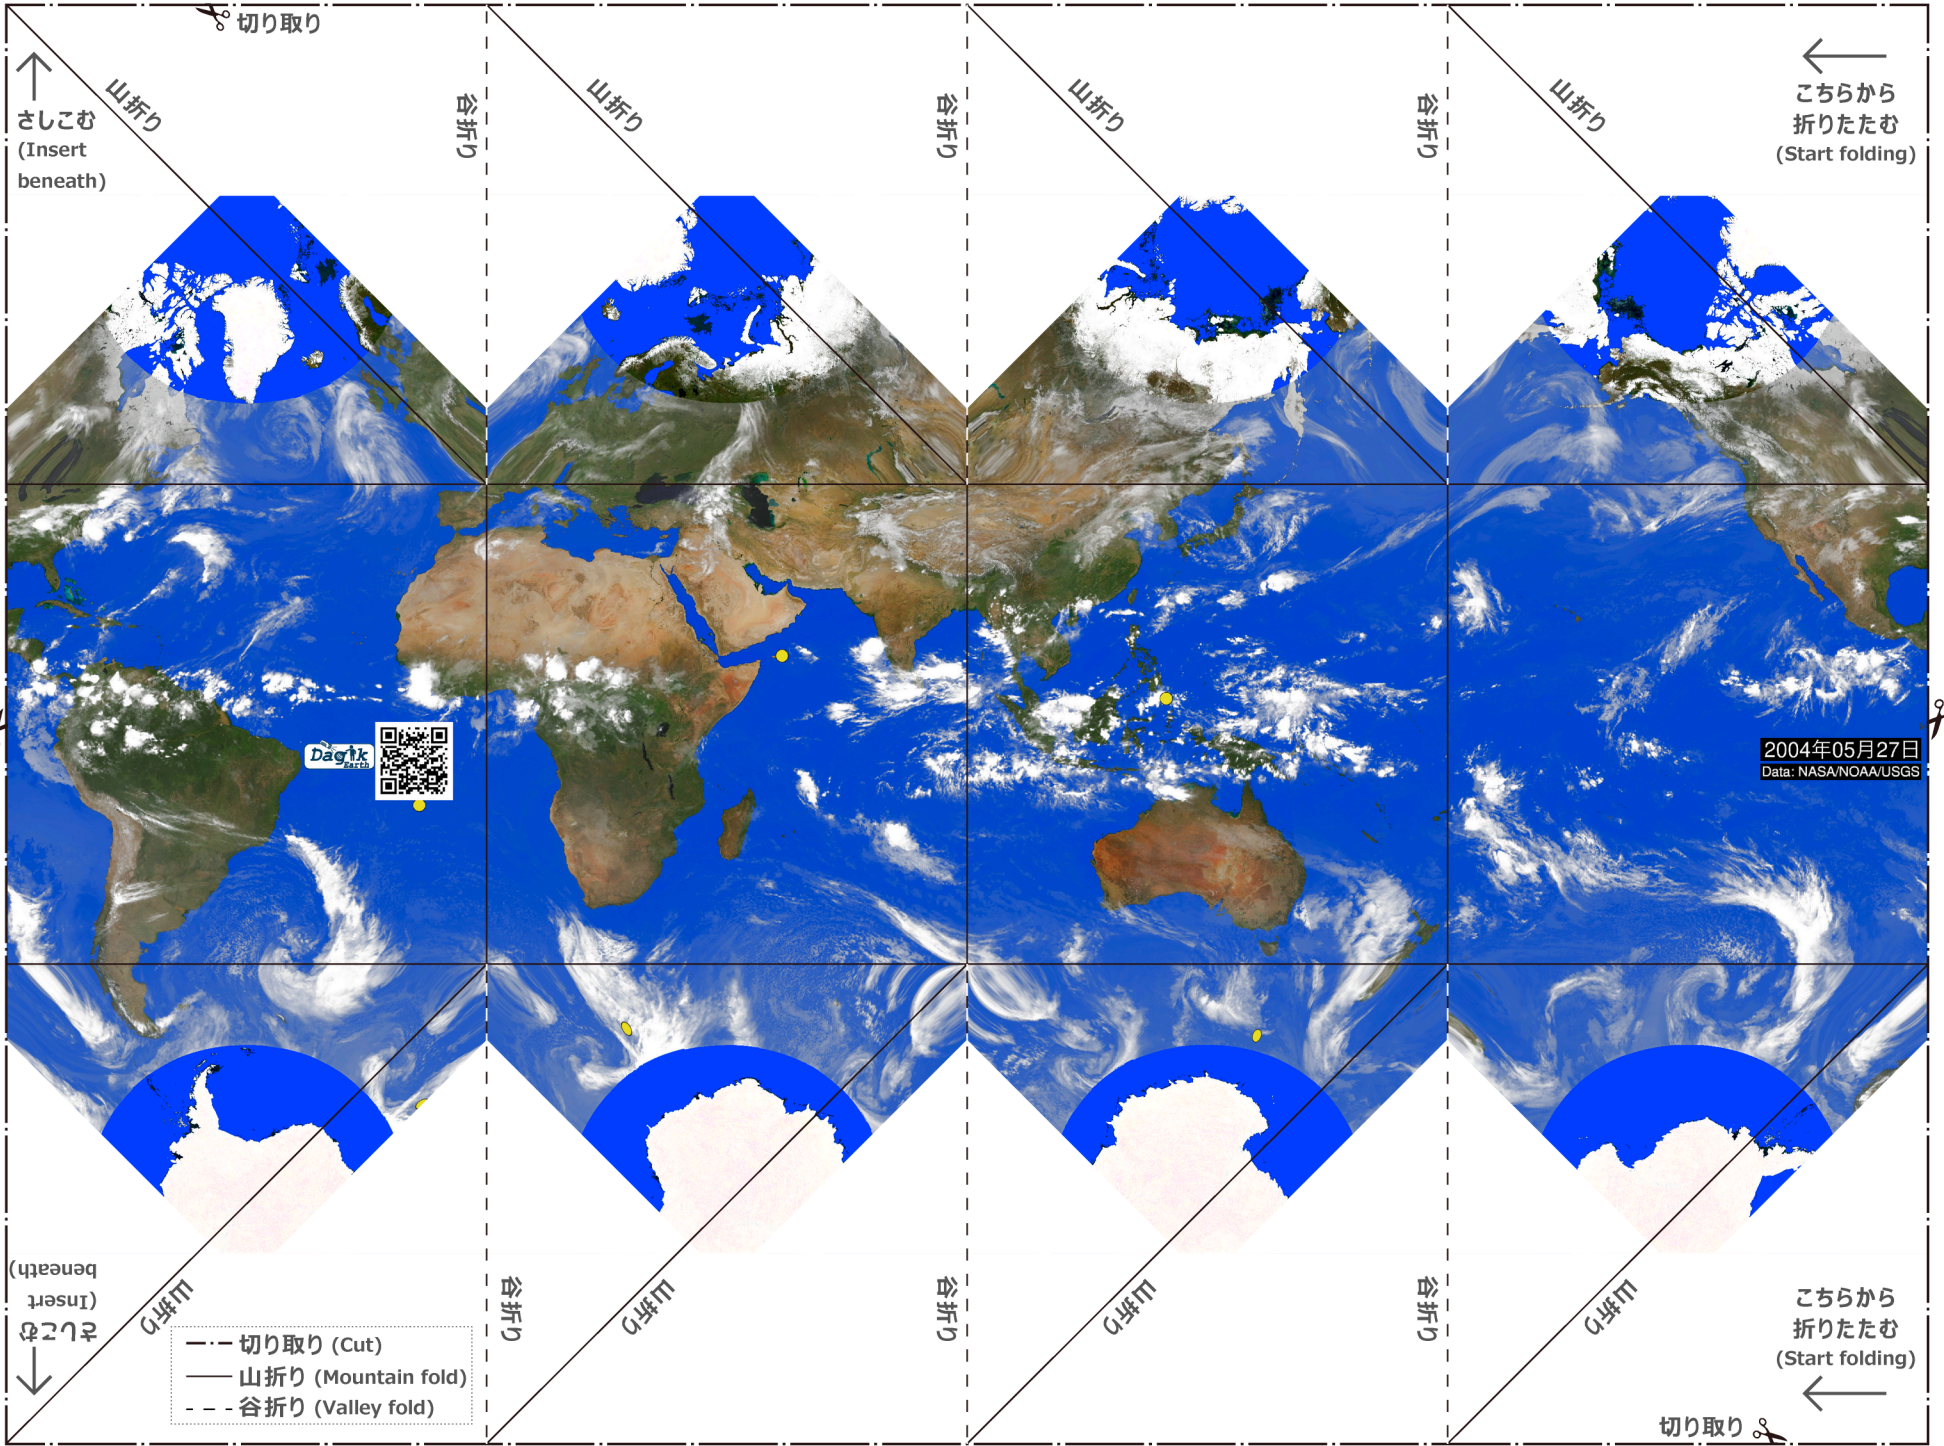 切り取り
山折り
谷折り
山折り
谷折り
山折り
谷折り
山折り
さしこむ
(Insert
beneath)
こちらから
折りたたむ
(Start folding)
Dagik
Earth
2004年05月27日
Data: NASA/NOAA/USGS
さしこむ
(Insert
beneath)
山折り
谷折り
山折り
谷折り
山折り
谷折り
山折り
こちらから
折りたたむ
(Start folding)
切り取り (Cut)
山折り (Mountain fold)
谷折り (Valley fold)
切り取り